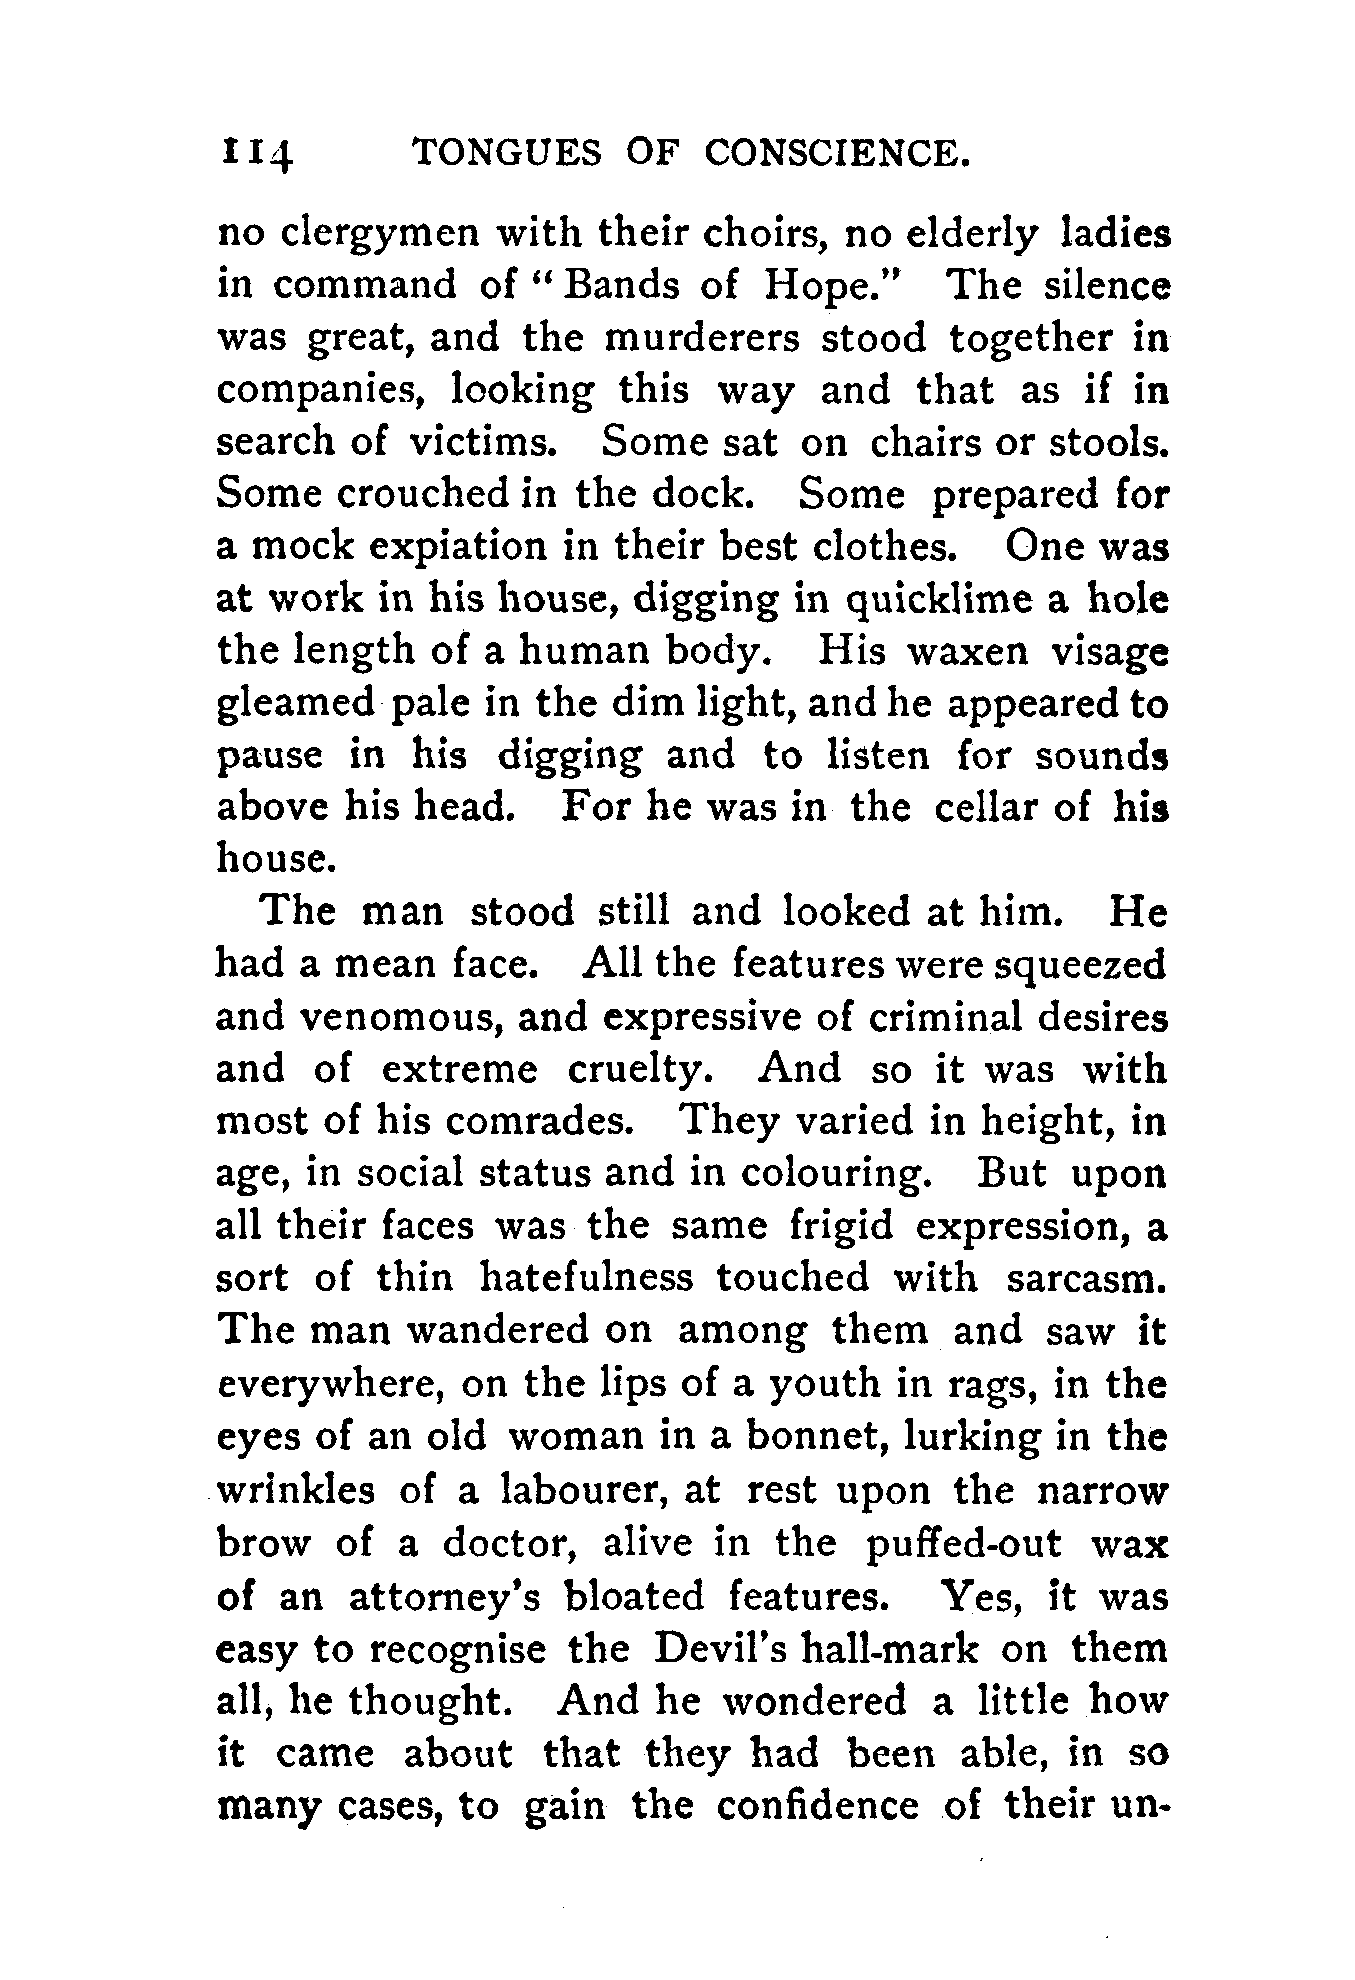 114 TONGUES OF CONSCIENCE.
no clergymen with their choirs, no elderly ladies
in command of “ Bands of Hope.” The silence
was great, and the murderers stood together in
companies, looking this way and that as if in
search of victims. Some sat on chairs or stools.
Some crouched in the dock. Some prepared for
a mock expiation in their best clothes. One was
at work in his house, digging in quicklime a hole
the length of a human body. His waxen visage
gleamed pale in the dim light, and he appeared to
pause in his digging and to listen for sounds
above his head. For he was in the cellar of his
house.
The man stood still and looked at him. He
had a mean face. All the features were squeezed
and venomous, and expressive of criminal desires
and of extreme cruelty. And so it was with
most of his comrades. They varied in height, in
age, in social status and in colouring. But upon
all their faces was the same frigid expression, a
sort of thin hatefulness touched with sarcasm.
The man wandered on among them and saw it
everywhere, on the lips of a youth in rags, in the
eyes of an old woman in a bonnet, lurking in the
wrinkles of a labourer, at rest upon the narrow
brow of a doctor, alive in the puffed-out wax
of an attorney’s bloated features. Yes, it was
easy to recognise the Devil’s hall-mark on them
all, he thought. And he wondered a little how
it came about that they had been able, in so
many cases, to gain the confidence of their un-